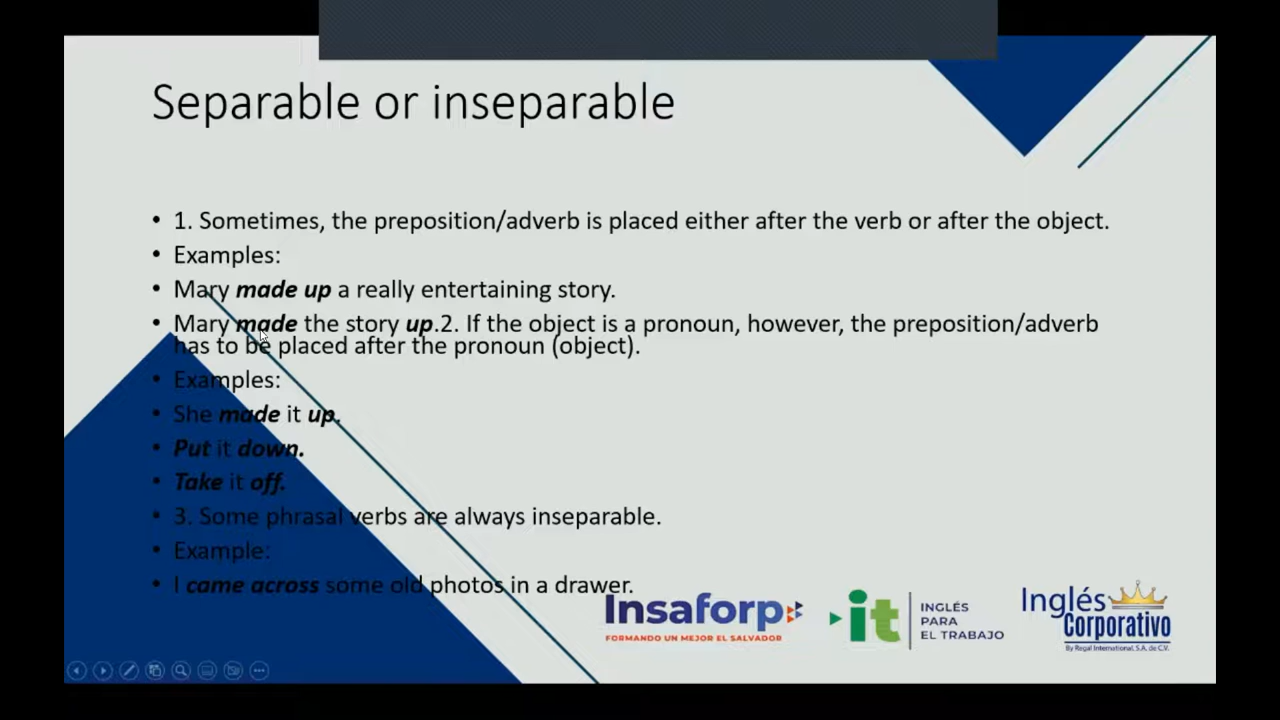 Separable or inseparable
• 1. Sometimes, the preposition/adverb is placed either after the verb or after the object.
• Examples:
• Mary made up a really entertaining story.
• Mary made the story up.2. If the object is a pronoun, however, the preposition/adverb
has to be placed after the pronoun (object).
• Examples:
• She made it up.
• Put it down.
• Take it off.
• 3. Some phrasal verbs are always inseparable.
• Example:
• I came across some old photos in a drawer.
Insaforp
FORMANDO UN MEJOR EL SALVADOR
it
INGLÉS
PARA
EL TRABAJO
Inglés
Corporativo
By Regal International, S.A. de C.V.